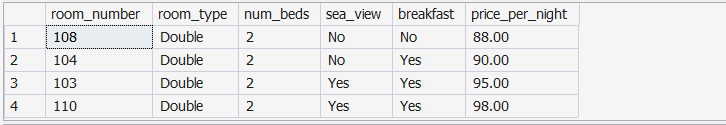 room_number room_type num_beds sea_view breakfast price_per_night
1 108 Double 2 No No 88.00
2 104 Double 2 No Yes 90.00
3 103 Double 2 Yes Yes 95.00
4 110 Double 2 Yes Yes 98.00